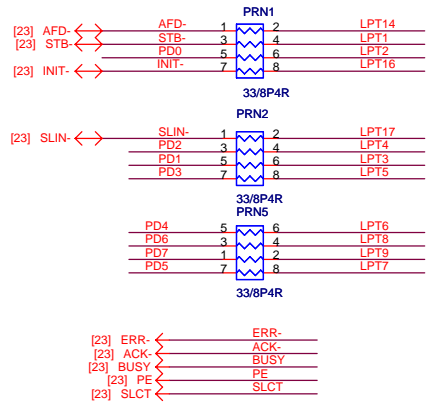 PRN1
[23] AFD- AFD- 1 2 LPT14
[23] STB- STB- 3 4 LPT1
PD0 5 6 LPT2
[23] INIT- INIT- 7 8 LPT16
33/8P4R
PRN2
[23] SLIN- SLIN- 1 2 LPT17
PD2 3 4 LPT4
PD1 5 6 LPT3
PD3 7 8 LPT5
33/8P4R
PRN5
PD4 5 6 LPT6
PD6 3 4 LPT8
PD7 1 2 LPT9
PD5 7 8 LPT7
33/8P4R
[23] ERR- ERR-
[23] ACK- ACK-
[23] BUSY BUSY
[23] PE PE
[23] SLCT SLCT